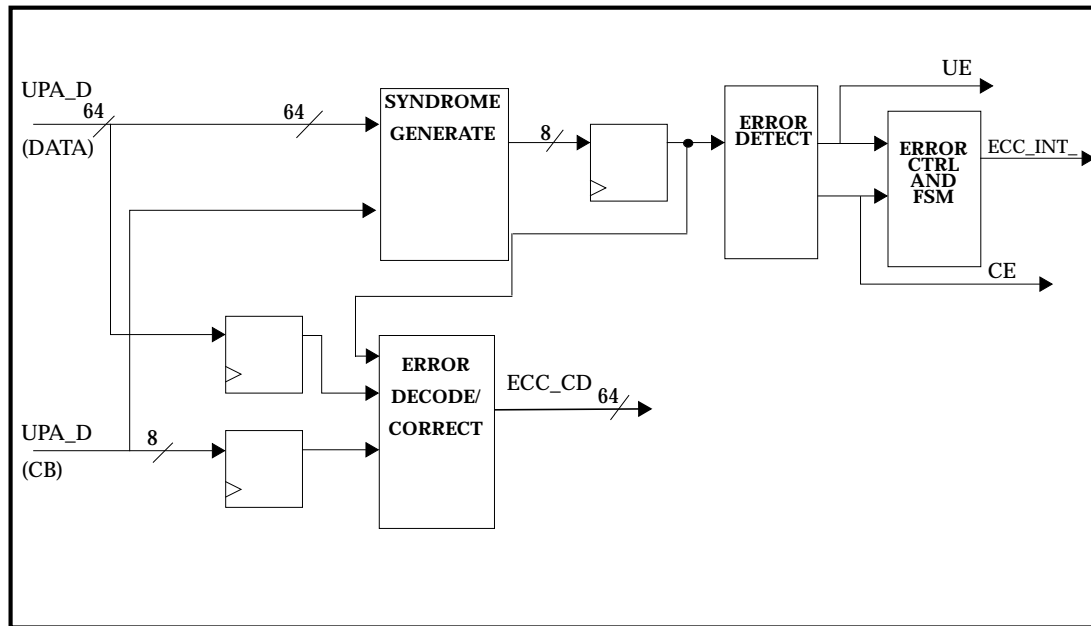 UPA_D
64
(DATA)
64
SYNDROME
GENERATE
8
ERROR
DETECT
UE
ERROR
CTRL
AND
FSM
ECC_INT_
CE
ERROR
DECODE/
CORRECT
ECC_CD
64
UPA_D
8
(CB)